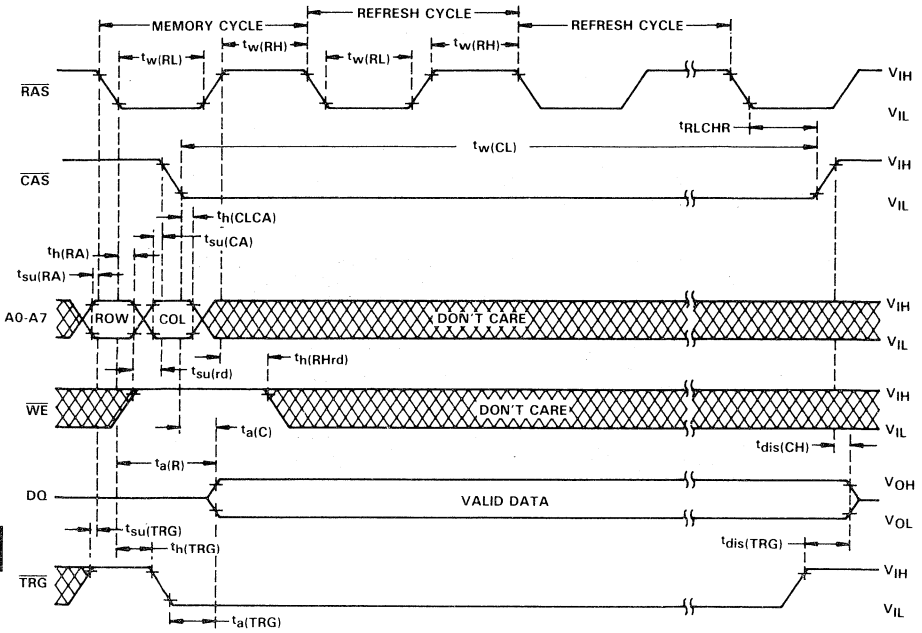 MEMORY CYCLE
REFRESH CYCLE
REFRESH CYCLE
tw(RL)
tw(RH)
tw(RL)
tw(RH)
RAS
VIH
VIL
tRLCHR
tw(CL)
CAS
VIH
VIL
th(CLCA)
tsu(CA)
th(RA)
tsu(RA)
A0-A7
ROW
COL
DON'T CARE
VIH
VIL
tsu(rd)
th(RHrd)
WE
DON'T CARE
VIH
VIL
ta(C)
ta(R)
tdis(CH)
DQ
VALID DATA
VOH
VOL
tsu(TRG)
th(TRG)
tdis(TRG)
TRG
VIH
VIL
ta(TRG)